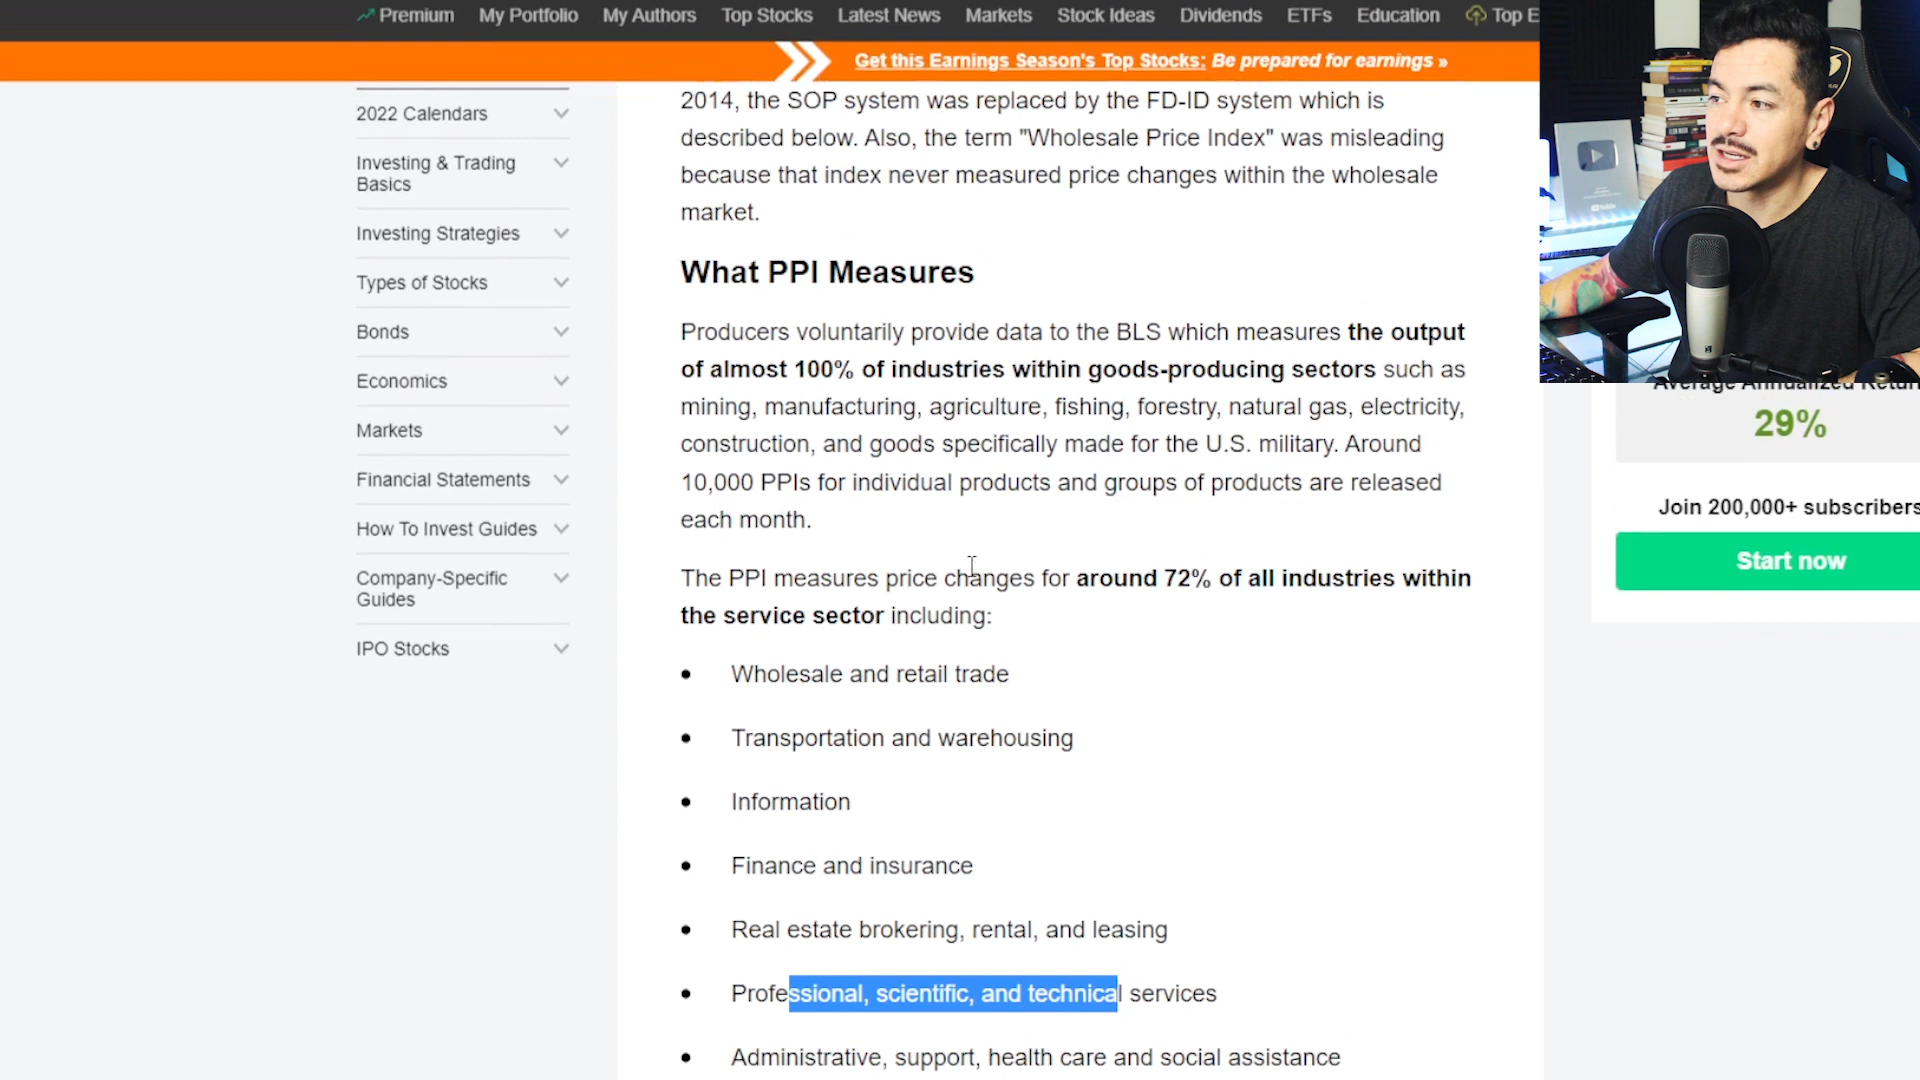 Premium My Portfolio My Authors Top Stocks Latest News Markets Stock Ideas Dividends ETFs Education Top E
Get this Earnings Season's Top Stocks: Be prepared for earnings »
2022 Calendars
Investing & Trading
Basics
Investing Strategies
Types of Stocks
Bonds
Economics
Markets
Financial Statements
How To Invest Guides
Company-Specific
Guides
IPO Stocks
2014, the SOP system was replaced by the FD-ID system which is
described below. Also, the term "Wholesale Price Index" was misleading
because that index never measured price changes within the wholesale
market.
What PPI Measures
Producers voluntarily provide data to the BLS which measures the output
of almost 100% of industries within goods-producing sectors such as
mining, manufacturing, agriculture, fishing, forestry, natural gas, electricity,
construction, and goods specifically made for the U.S. military. Around
10,000 PPIs for individual products and groups of products are released
each month.
The PPI measures price changes for around 72% of all industries within
the service sector including:
• Wholesale and retail trade
• Transportation and warehousing
• Information
• Finance and insurance
• Real estate brokering, rental, and leasing
• Professional, scientific, and technical services
• Administrative, support, health care and social assistance
Average Annualized Return
29%
Join 200,000+ subscribers
Start now